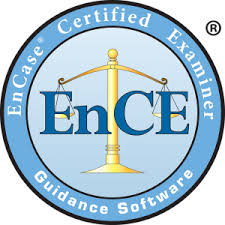 EnCase® Certified Examiner
®
EnCE
Guidance Software